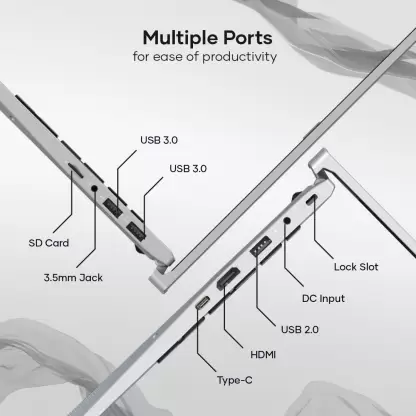 Multiple Ports
for ease of productivity
USB 3.0
USB 3.0
SD Card
3.5mm Jack
Lock Slot
DC Input
USB 2.0
HDMI
Type-C